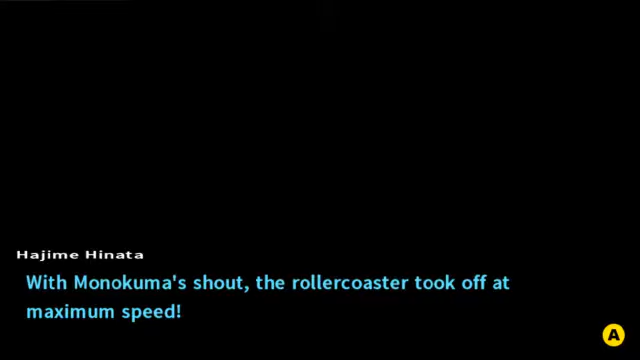 Hajime Hinata
With Monokuma's shout, the rollercoaster took off at
maximum speed!
A